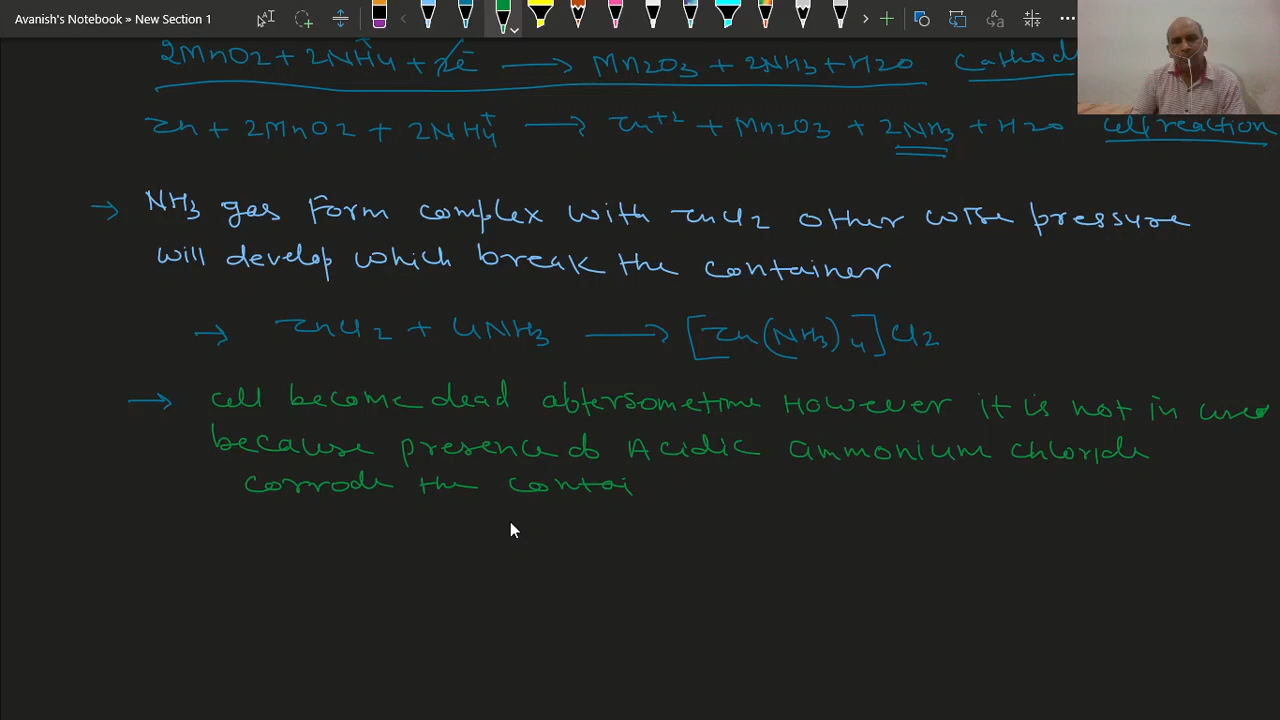 Avanish's Notebook » New Section 1
2MnO2 + 2NH4+ + 2e → Mn2O3 + 2NH3 + H2O Cathod
Zn + 2MnO2 + 2NH4+ → Zn+2 + Mn2O3 + 2NH3 + H2O Cell reaction
→ NH3 gas Form complex with ZnCl2 other wise pressure
will develop which break the container
→ ZnCl2 + 4NH3 → [Zn(NH3)4]Cl2
→ cell become dead after sometime However it is not in use
because presence of Acidic ammonium chloride
corrode the contai